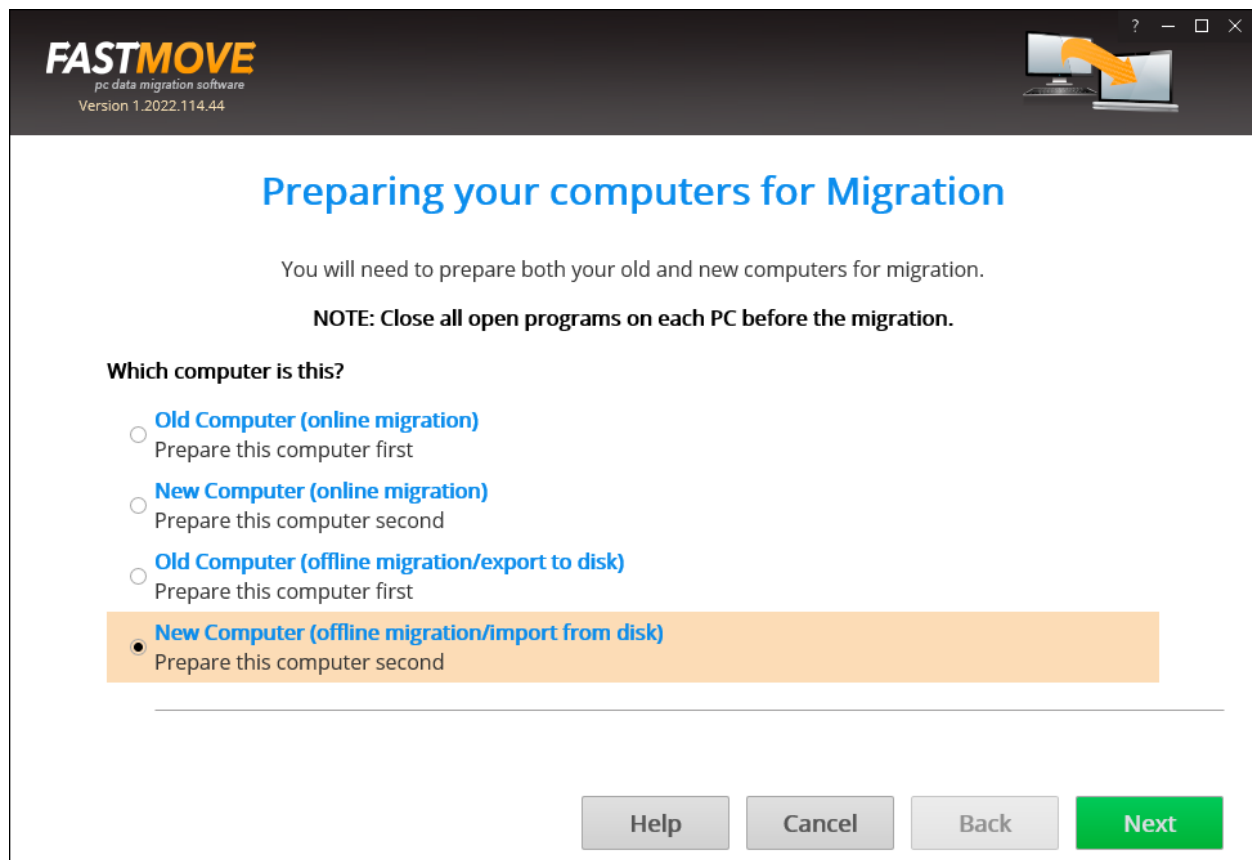 FASTMOVE
pc data migration software
Version 1.2022.114.44
?
Preparing your computers for Migration
You will need to prepare both your old and new computers for migration.
NOTE: Close all open programs on each PC before the migration.
Which computer is this?
Old Computer (online migration)
Prepare this computer first
New Computer (online migration)
Prepare this computer second
Old Computer (offline migration/export to disk)
Prepare this computer first
New Computer (offline migration/import from disk)
Prepare this computer second
Help Cancel Back Next